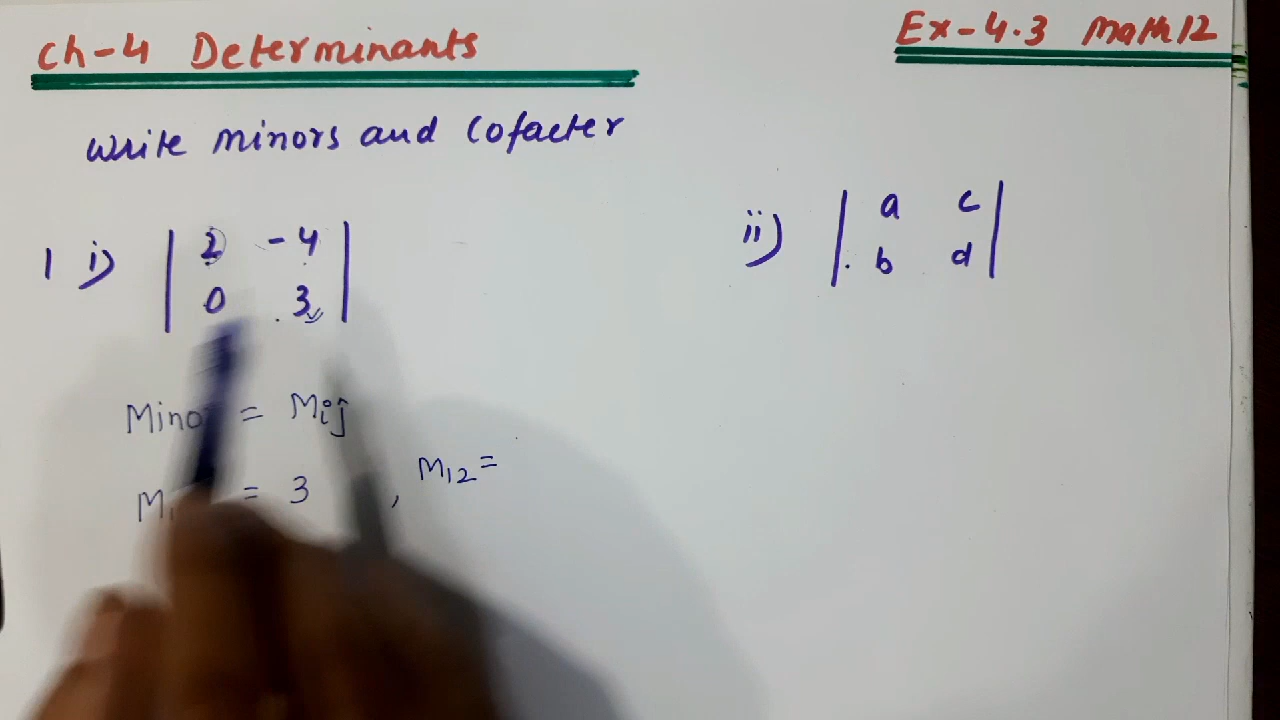 Ch-4 Determinants
Ex-4.3 Math 12
write minors and cofacter
1 i) | 2 -4 |
| 0 3 |
ii) | a c |
| b d |
= Mij
= 3 , M12 =